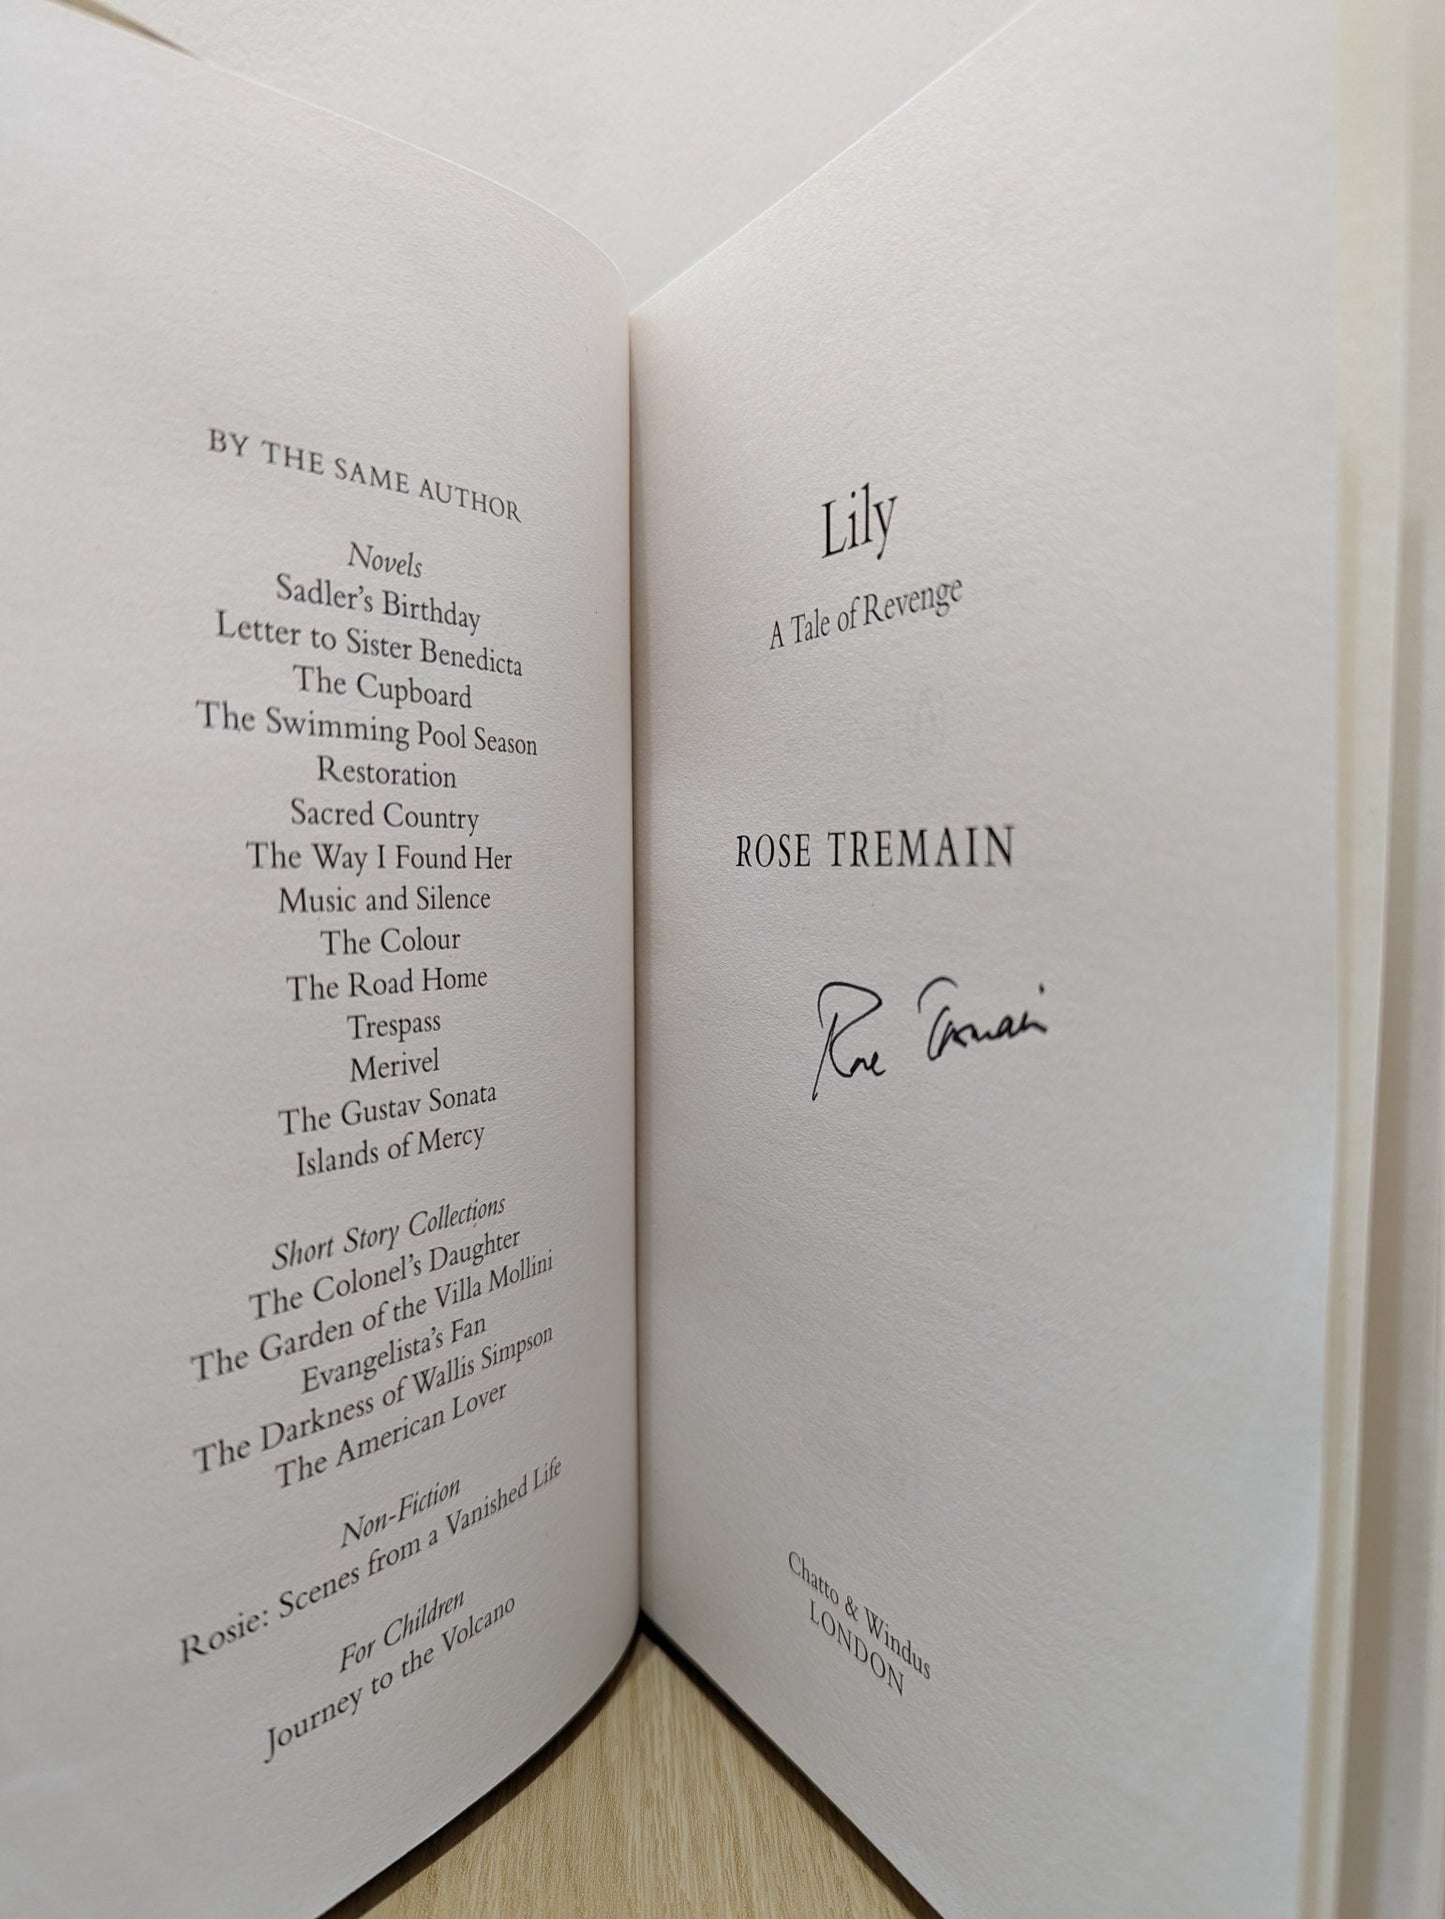 BY THE SAME AUTHOR
Novels
Sadler's Birthday
Letter to Sister Benedicta
The Cupboard
The Swimming Pool Season
Restoration
Sacred Country
The Way I Found Her
Music and Silence
The Colour
The Road Home
Trespass
Merivel
The Gustav Sonata
Islands of Mercy
Short Story Collections
The Colonel's Daughter
The Garden of the Villa Mollini
Evangelista's Fan
The Darkness of Wallis Simpson
The American Lover
Non-Fiction
Rosie: Scenes from a Vanished Life
For Children
Journey to the Volcano
Lily
A Tale of Revenge
ROSE TREMAIN
Rose Tremain
Chatto & Windus
LONDON